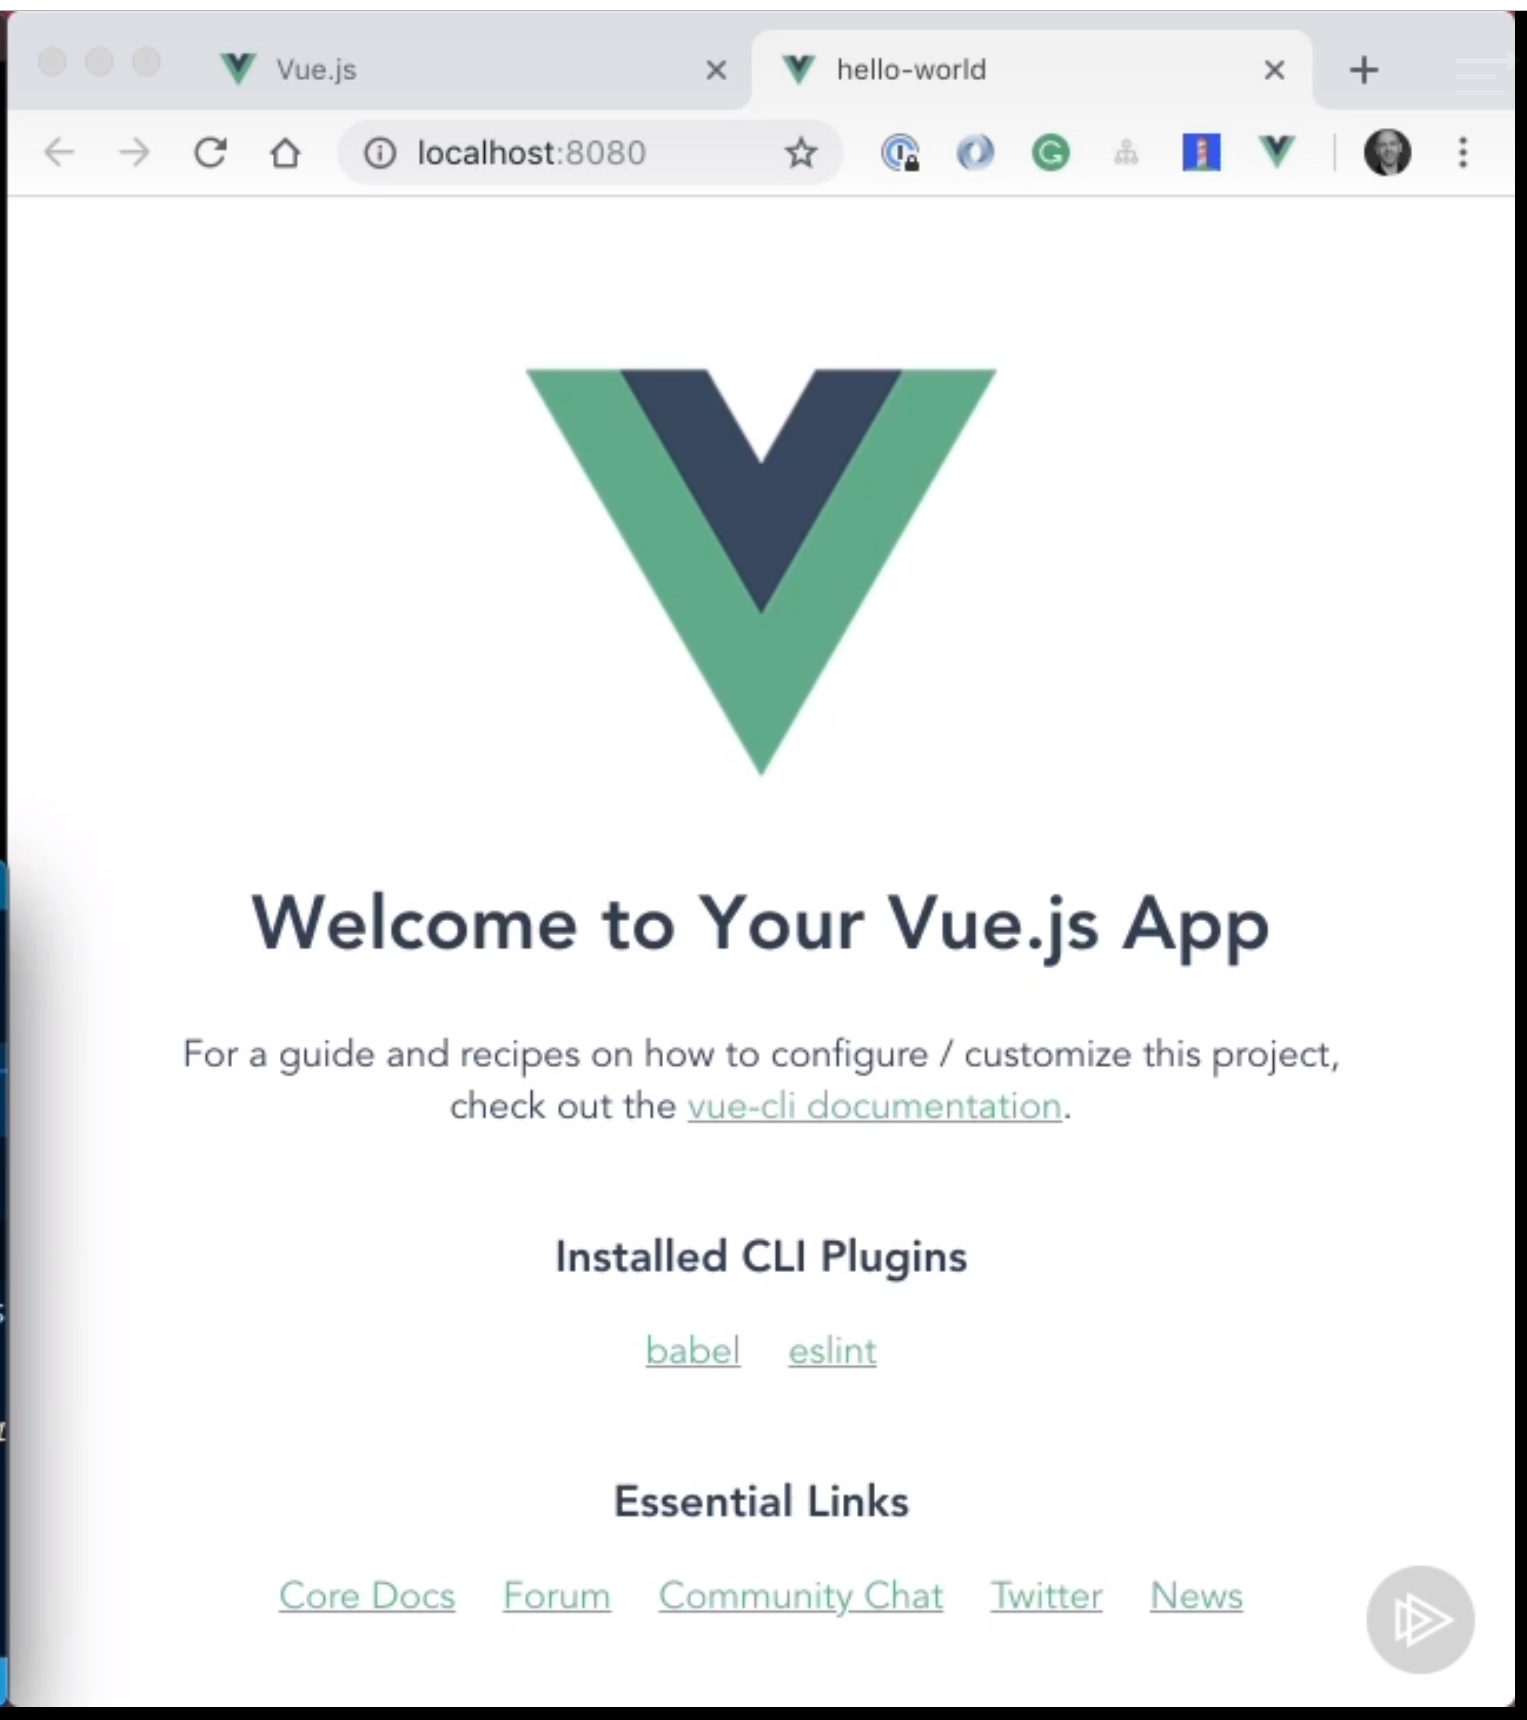 Vue.js
hello-world
localhost:8080
Welcome to Your Vue.js App
For a guide and recipes on how to configure / customize this project,
check out the vue-cli documentation.
Installed CLI Plugins
babel eslint
Essential Links
Core Docs Forum Community Chat Twitter News